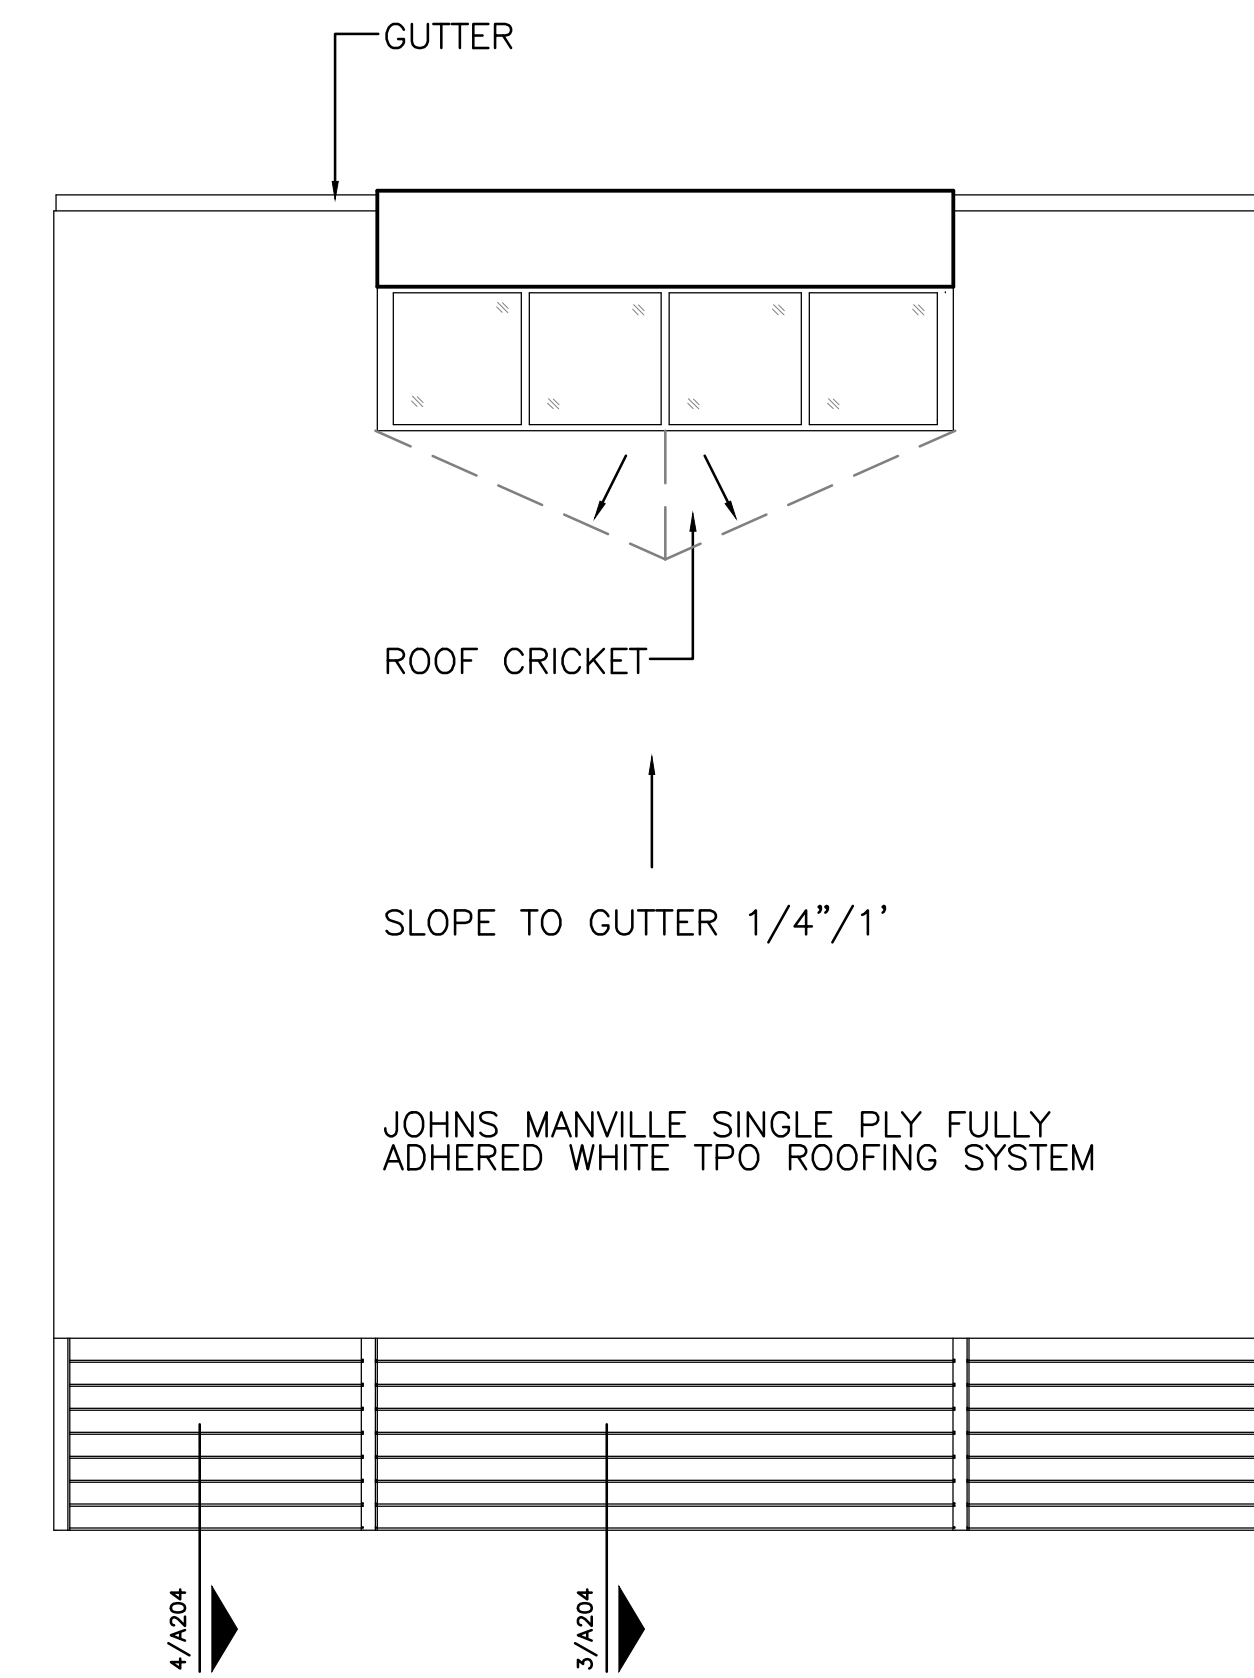 GUTTER
ROOF CRICKET
SLOPE TO GUTTER 1/4”/1’
JOHNS MANVILLE SINGLE PLY FULLY
ADHERED WHITE TPO ROOFING SYSTEM
4/A204
3/A204